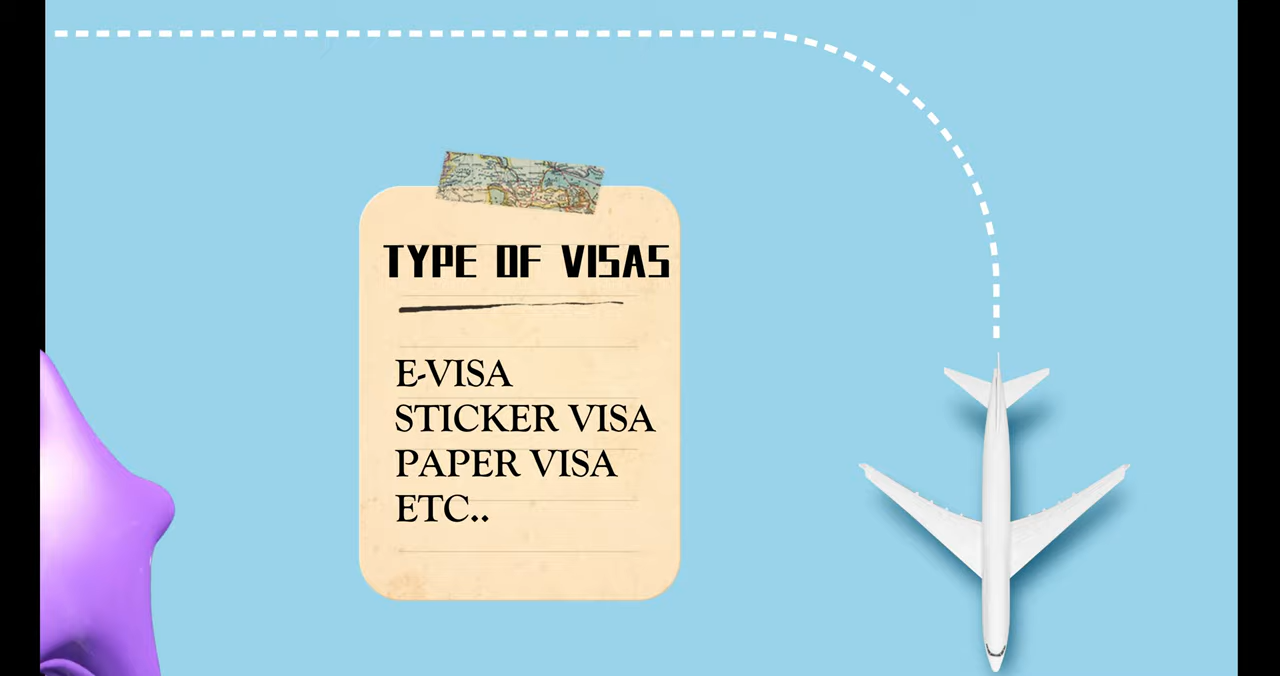 TYPE OF VISAS
E-VISA
STICKER VISA
PAPER VISA
ETC..